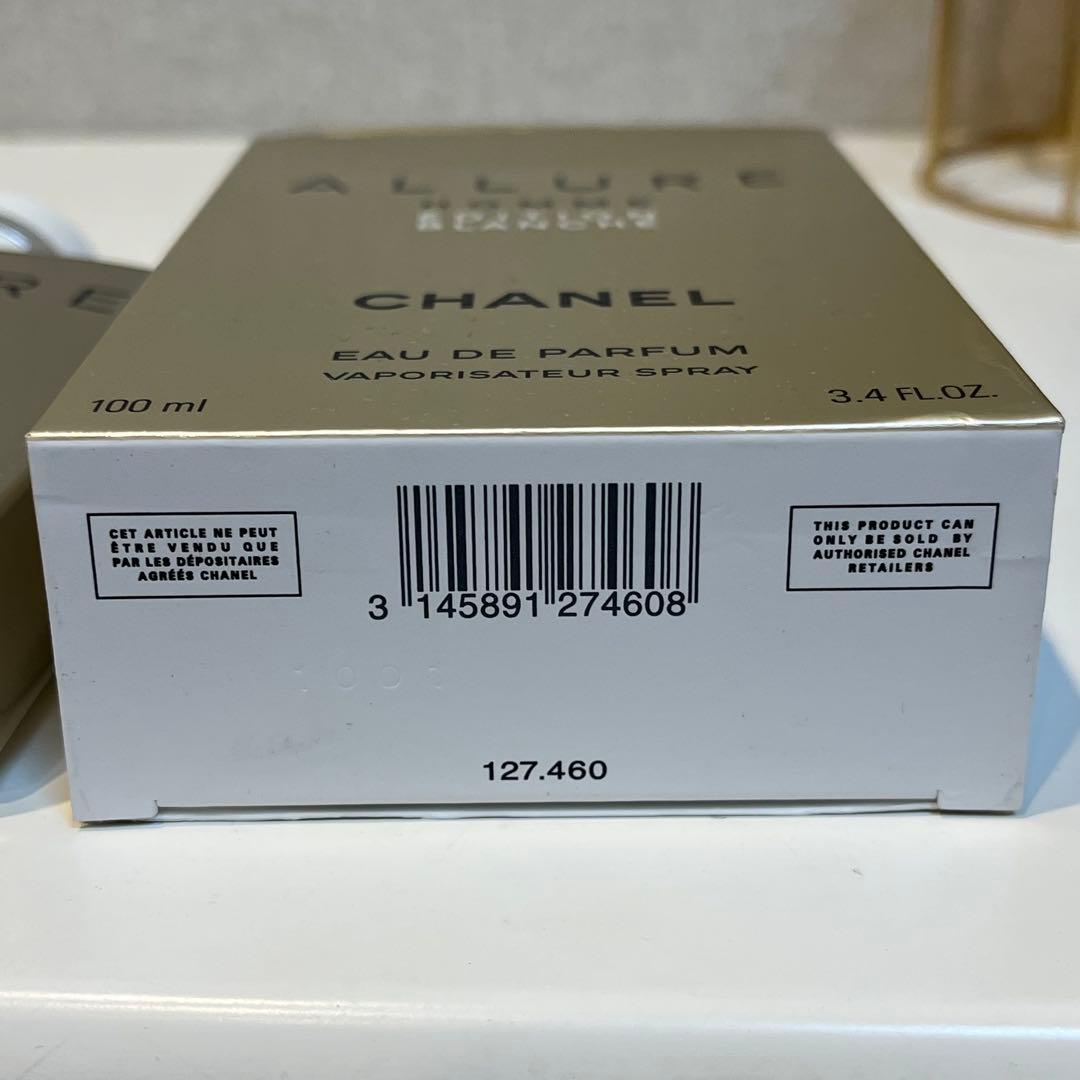 ALLURE
HOMME
EDITION
BLANCHE
CHANEL
EAU DE PARFUM
VAPORISATEUR SPRAY
100 ml
3.4 FL.OZ.
RE
CET ARTICLE NE PEUT
ÊTRE VENDU QUE
PAR LES DÉPOSITAIRES
AGRÉÉS CHANEL
3 145891 274608
THIS PRODUCT CAN
ONLY BE SOLD BY
AUTHORISED CHANEL
RETAILERS
127.460